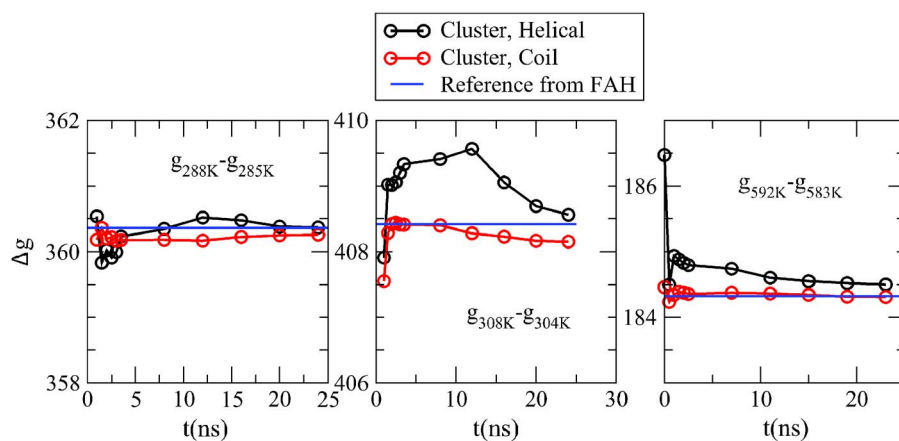 Cluster, Helical
Cluster, Coil
Reference from FAH
Δg
362
360
358
g288K-g285K
0 5 10 15 20 25
t(ns)
410
408
406
g308K-g304K
0 10 20 30
t(ns)
186
184
g592K-g583K
0 5 10 15 20
t(ns)